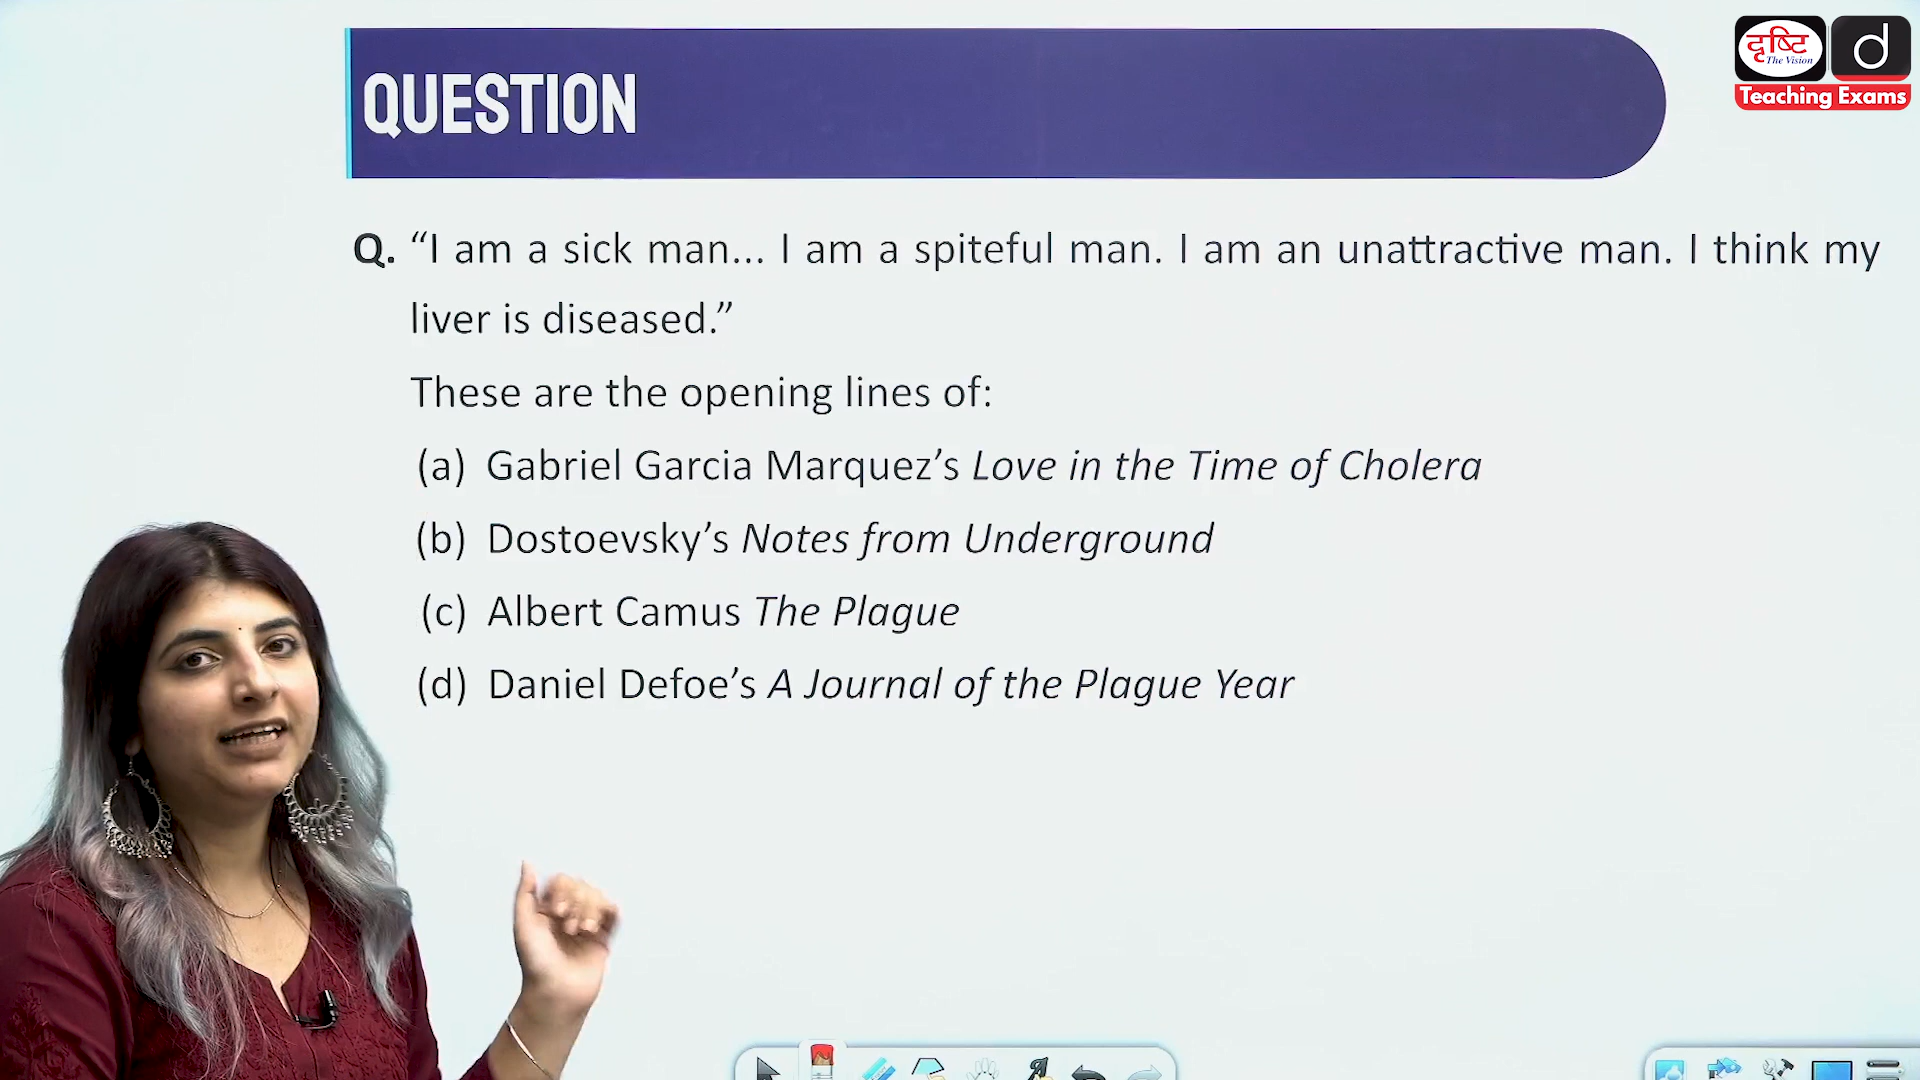 दृष्टि
The Vision
d
Teaching Exams
QUESTION
Q. “I am a sick man... I am a spiteful man. I am an unattractive man. I think my
liver is diseased.”
These are the opening lines of:
(a) Gabriel Garcia Marquez’s Love in the Time of Cholera
(b) Dostoevsky’s Notes from Underground
(c) Albert Camus The Plague
(d) Daniel Defoe’s A Journal of the Plague Year